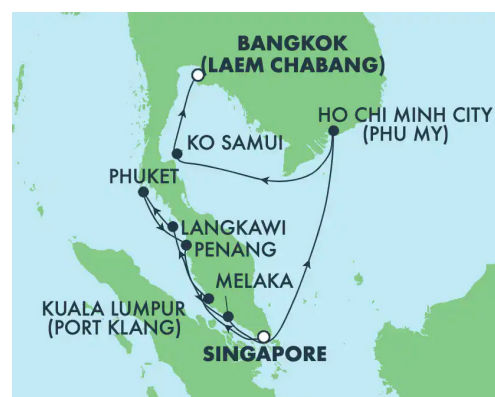 BANGKOK
(LAEM CHABANG)
HO CHI MINH CITY
(PHU MY)
KO SAMUI
PHUKET
LANGKAWI
PENANG
MELAKA
KUALA LUMPUR
(PORT KLANG)
SINGAPORE